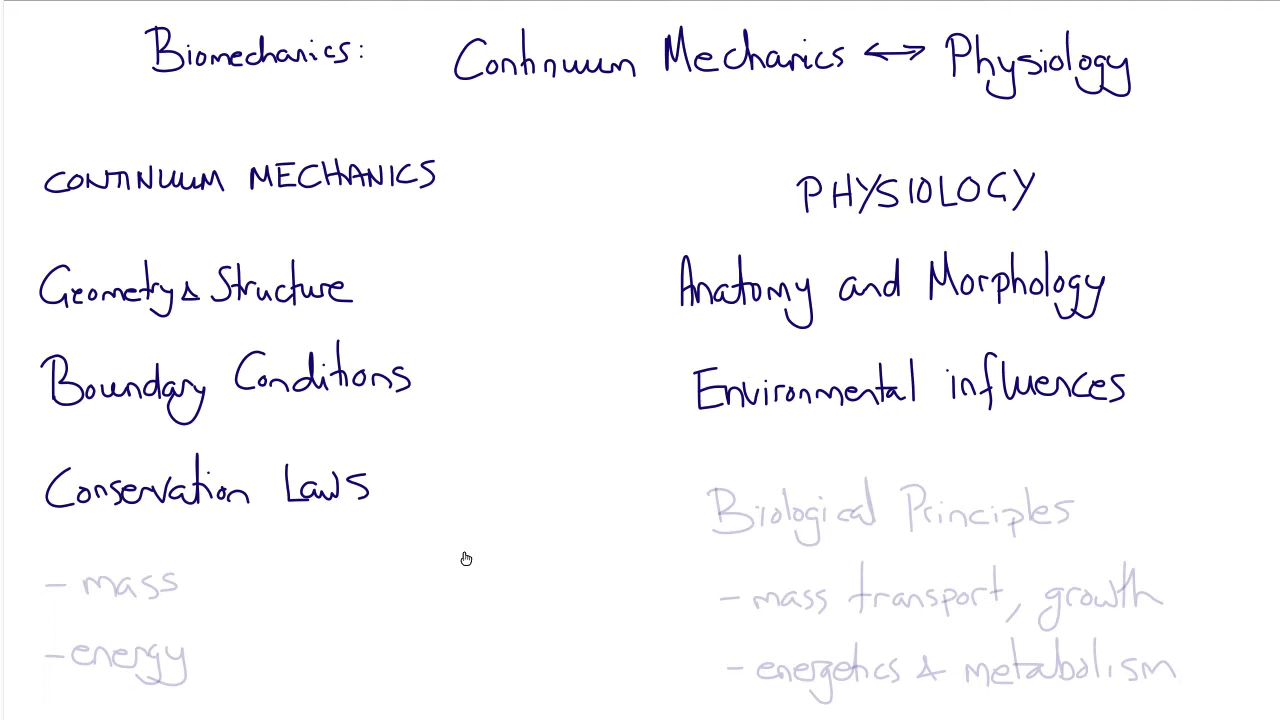 Biomechanics: Continuum Mechanics ↔ Physiology
CONTINUUM MECHANICS
PHYSIOLOGY
Geometry & Structure
Anatomy and Morphology
Boundary Conditions
Environmental influences
Conservation Laws
Biological Principles
- mass
- mass transport, growth
- energy
- energetics & metabolism